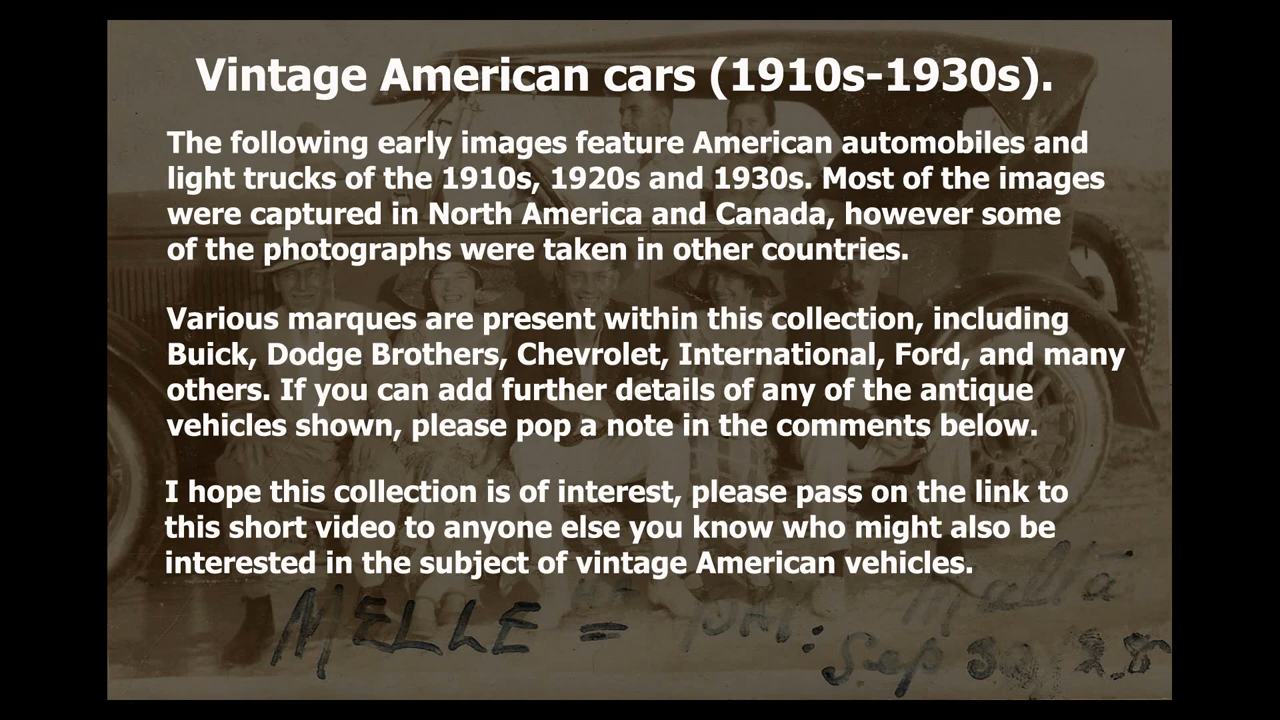 Vintage American cars (1910s-1930s).
The following early images feature American automobiles and
light trucks of the 1910s, 1920s and 1930s. Most of the images
were captured in North America and Canada, however some
of the photographs were taken in other countries.
Various marques are present within this collection, including
Buick, Dodge Brothers, Chevrolet, International, Ford, and many
others. If you can add further details of any of the antique
vehicles shown, please pop a note in the comments below.
I hope this collection is of interest, please pass on the link to
this short video to anyone else you know who might also be
interested in the subject of vintage American vehicles.
Malta
MELLE =
Sep 30, 28